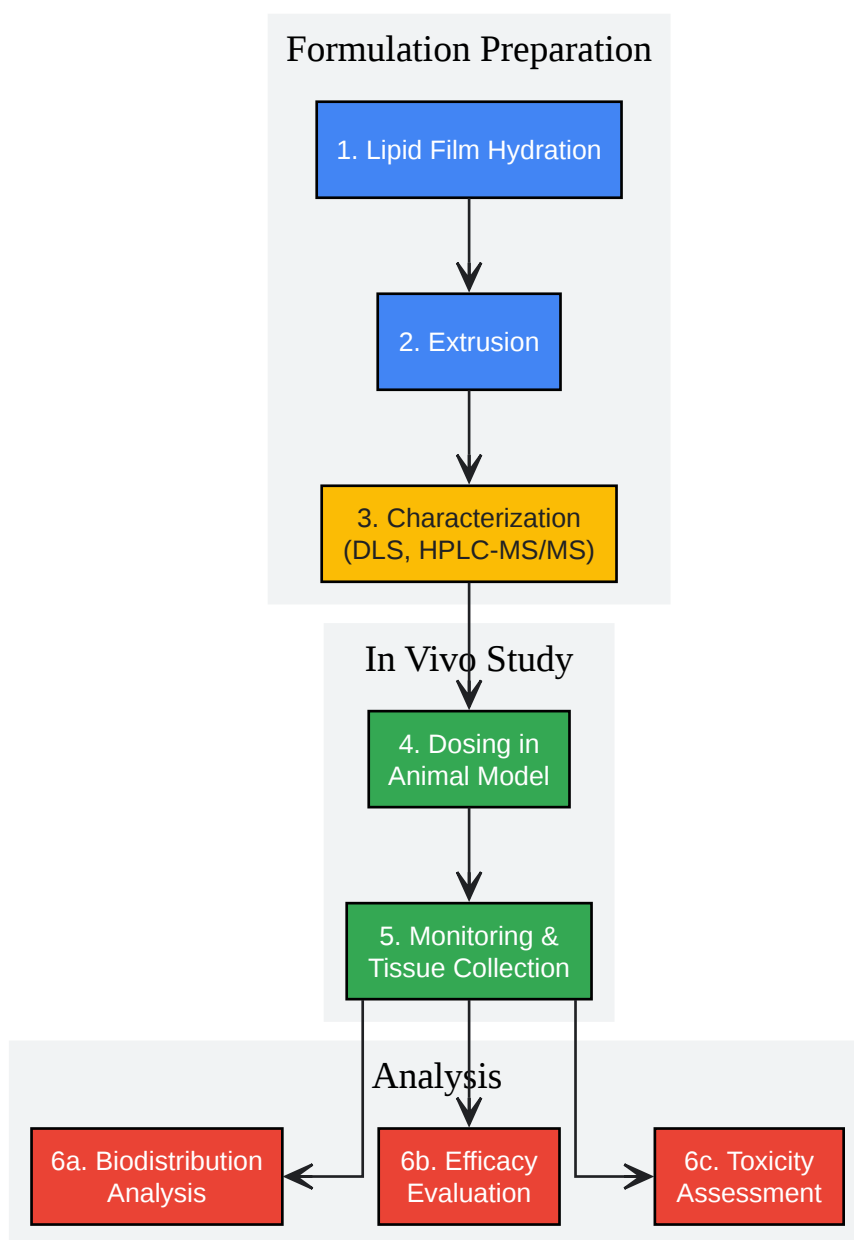 Formulation Preparation
1. Lipid Film Hydration
2. Extrusion
3. Characterization
(DLS, HPLC-MS/MS)
In Vivo Study
4. Dosing in
Animal Model
5. Monitoring &
Tissue Collection
Analysis
6a. Biodistribution
Analysis
6b. Efficacy
Evaluation
6c. Toxicity
Assessment